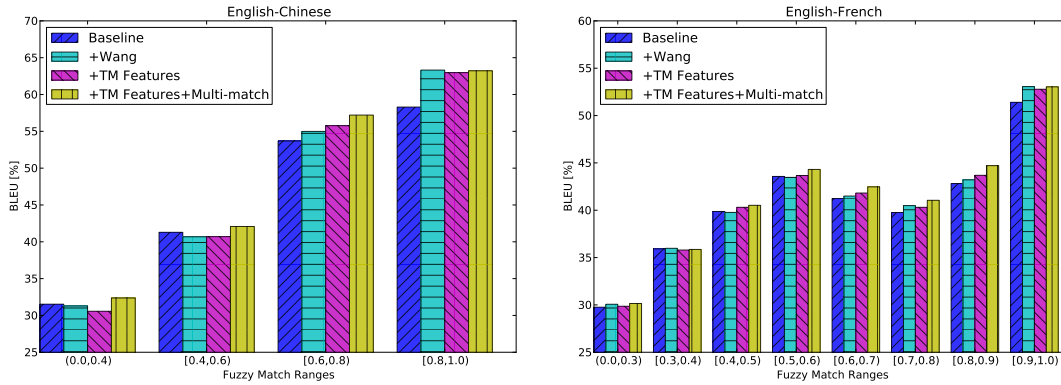 English-Chinese
70
65
60
55
50
45
40
35
30
25
BLEU [%]
Baseline
+Wang
+TM Features
+TM Features+Multi-match
(0.0,0.4) [0.4,0.6) [0.6,0.8) [0.8,1.0)
Fuzzy Match Ranges
English-French
60
55
50
45
40
35
30
25
BLEU [%]
Baseline
+Wang
+TM Features
+TM Features+Multi-match
(0.0,0.3) [0.3,0.4) [0.4,0.5) [0.5,0.6) [0.6,0.7) [0.7,0.8) [0.8,0.9) [0.9,1.0)
Fuzzy Match Ranges